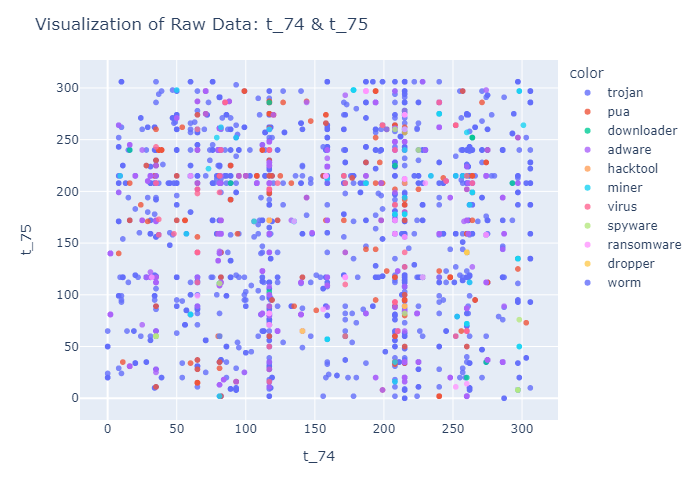 Visualization of Raw Data: t_74 & t_75
color
trojan
pua
downloader
adware
hacktool
miner
virus
spyware
ransomware
dropper
worm
300
250
200
150
100
50
0
t_75
0 50 100 150 200 250 300
t_74